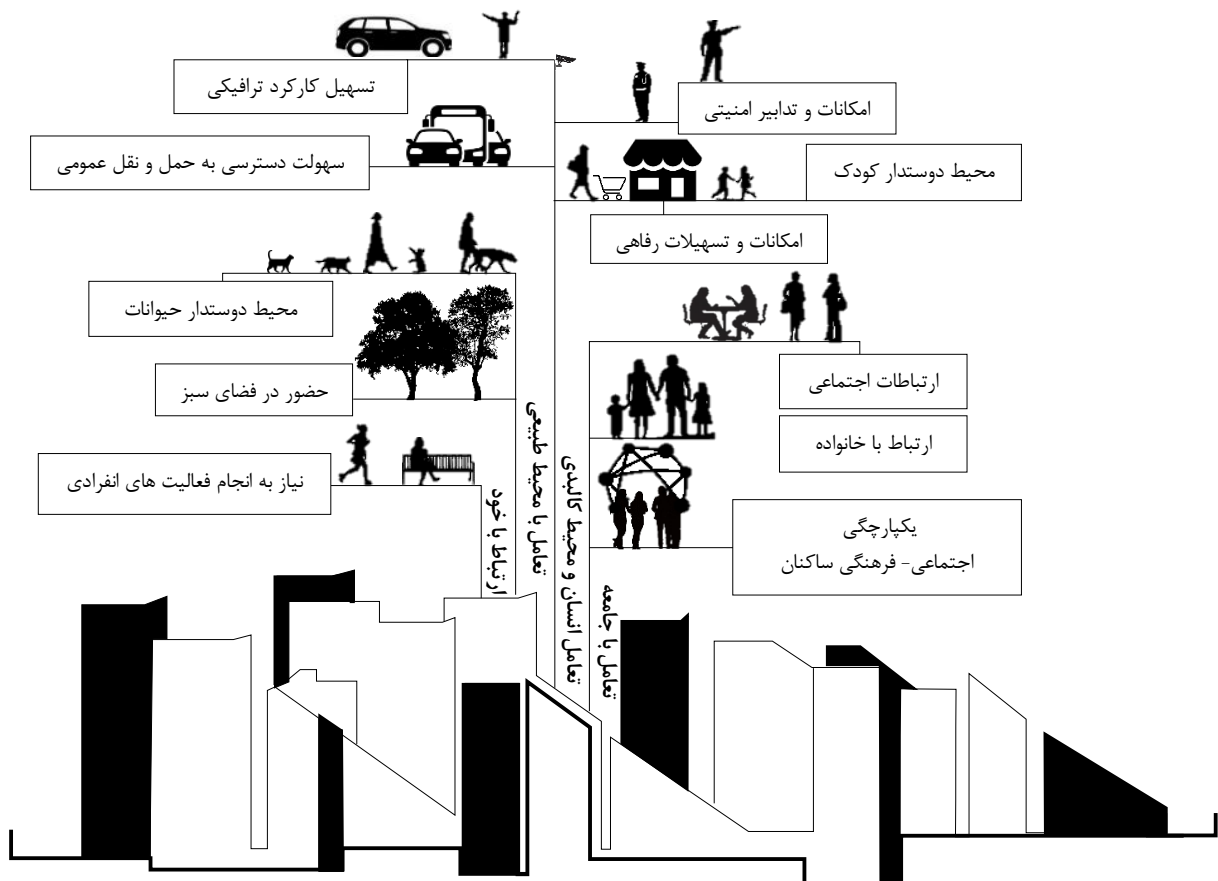 تسهیل کارکرد ترافیکی
امکانات و تدابیر امنیتی
سهولت دسترسی به حمل و نقل عمومی
محیط دوستدار کودک
امکانات و تسهیلات رفاهی
محیط دوستدار حیوانات
ارتباطات اجتماعی
حضور در فضای سبز
ارتباط با خانواده
نیاز به انجام فعالیت های انفرادی
یکپارچگی
اجتماعی- فرهنگی ساکنان
تعامل با جامعه
تعامل انسان و محیط کالبدی
تعامل با محیط طبیعی
ارتباط با خود